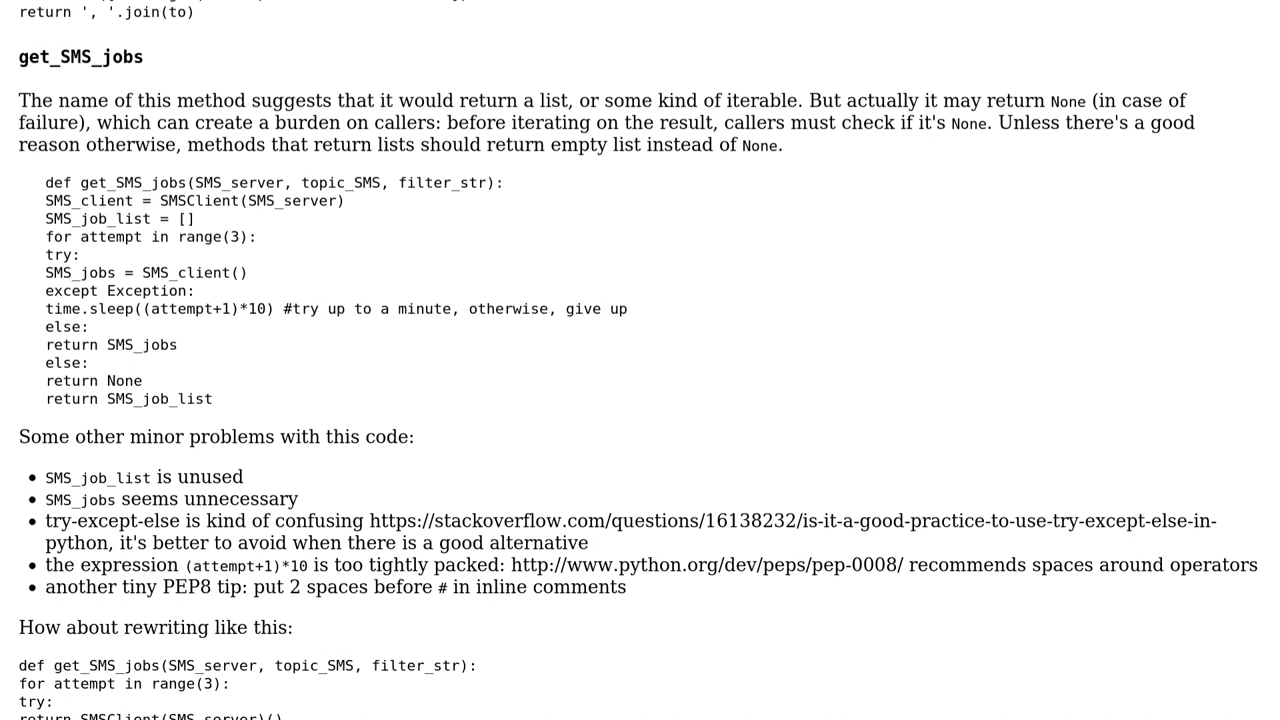 return ', '.join(to)
get_SMS_jobs
The name of this method suggests that it would return a list, or some kind of iterable. But actually it may return None (in case of
failure), which can create a burden on callers: before iterating on the result, callers must check if it's None. Unless there's a good
reason otherwise, methods that return lists should return empty list instead of None.
def get_SMS_jobs(SMS_server, topic_SMS, filter_str):
SMS_client = SMSClient(SMS_server)
SMS_job_list = []
for attempt in range(3):
try:
SMS_jobs = SMS_client()
except Exception:
time.sleep((attempt+1)*10) #try up to a minute, otherwise, give up
else:
return SMS_jobs
else:
return None
return SMS_job_list
Some other minor problems with this code:
• SMS_job_list is unused
• SMS_jobs seems unnecessary
• try-except-else is kind of confusing https://stackoverflow.com/questions/16138232/is-it-a-good-practice-to-use-try-except-else-in-
python, it's better to avoid when there is a good alternative
• the expression (attempt+1)*10 is too tightly packed: http://www.python.org/dev/peps/pep-0008/ recommends spaces around operators
• another tiny PEP8 tip: put 2 spaces before # in inline comments
How about rewriting like this:
def get_SMS_jobs(SMS_server, topic_SMS, filter_str):
for attempt in range(3):
try:
return SMSClient(SMS_server)()